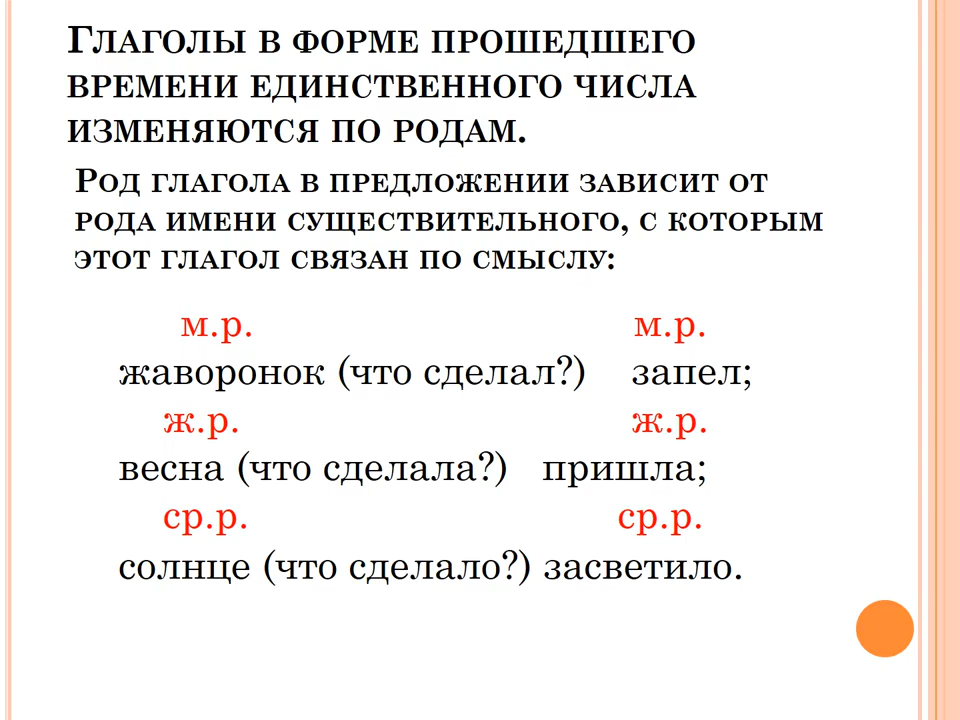 Глаголы в форме прошедшего
времени единственного числа
изменяются по родам.
Род глагола в предложении зависит от
рода имени существительного, с которым
этот глагол связан по смыслу:
м.р. м.р.
жаворонок (что сделал?) запел;
ж.р. ж.р.
весна (что сделала?) пришла;
ср.р. ср.р.
солнце (что сделало?) засветило.